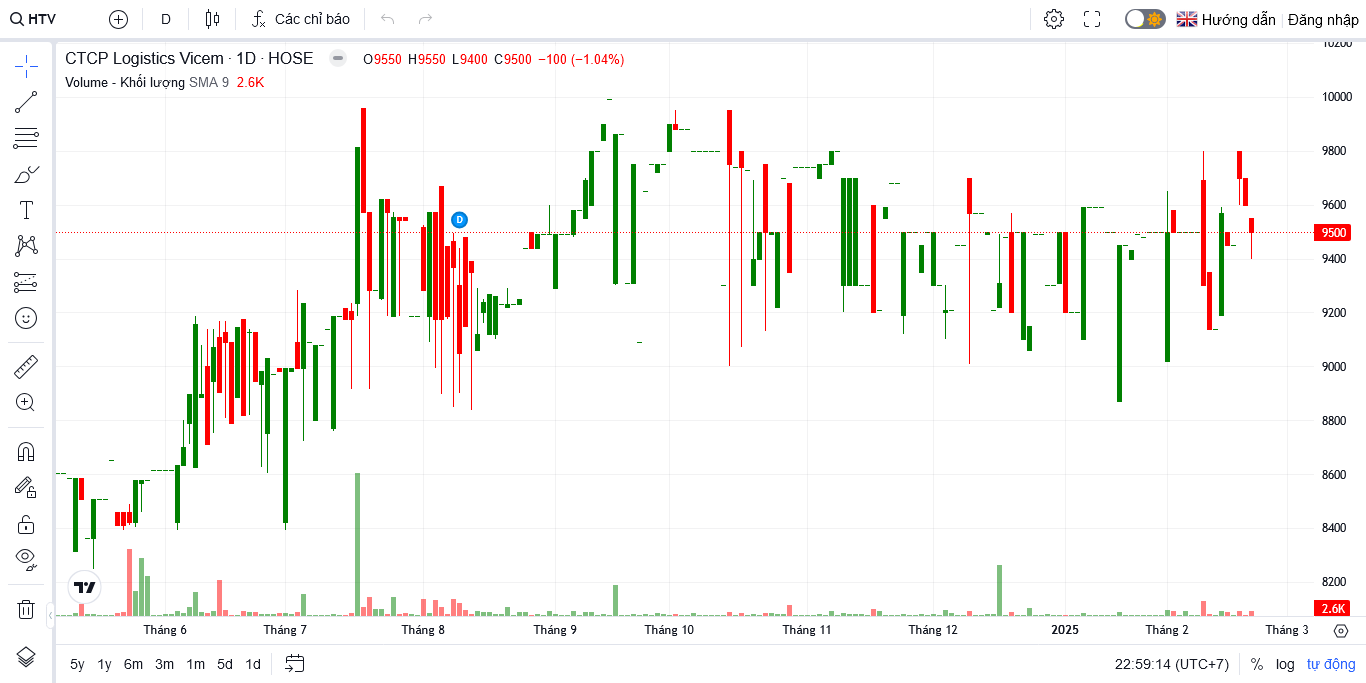 HTV D Các chỉ báo Hướng dẫn Đăng nhập
CTCP Logistics Vicem · 1D · HOSE O9550 H9550 L9400 C9500 −100 (−1.04%)
Volume - Khối lượng SMA 9 2.6K
D
10200
10000
9800
9600
9500
9400
9200
9000
8800
8600
8400
8200
2.6K
Tháng 6 Tháng 7 Tháng 8 Tháng 9 Tháng 10 Tháng 11 Tháng 12 2025 Tháng 2 Tháng 3
5y 1y 6m 3m 1m 5d 1d 22:59:14 (UTC+7) % log tự động